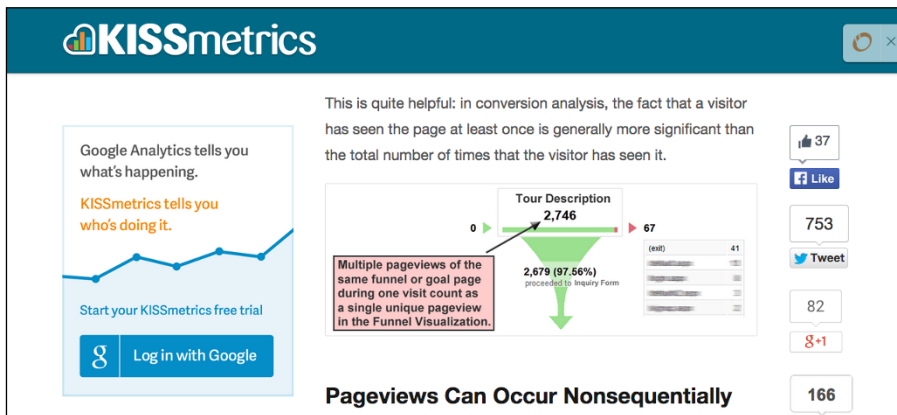 KISSmetrics
This is quite helpful: in conversion analysis, the fact that a visitor
has seen the page at least once is generally more significant than
the total number of times that the visitor has seen it.
Google Analytics tells you
what's happening.
KISSmetrics tells you
who's doing it.
Start your KISSmetrics free trial
g Log in with Google
Tour Description
2,746
0
67
(exit) 41
Multiple pageviews of the
same funnel or goal page
during one visit count as
a single unique pageview
in the Funnel Visualization.
2,679 (97.56%)
proceeded to Inquiry Form
Pageviews Can Occur Nonsequentially
37
f Like
753
Tweet
82
g+1
166